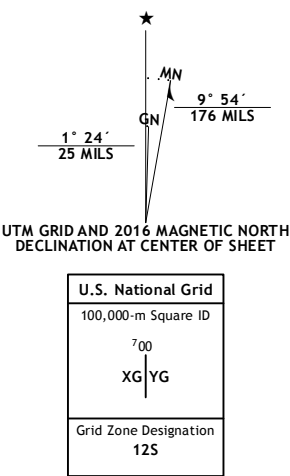 ★
MN
GN
9° 54´
176 MILS
1° 24´
25 MILS
UTM GRID AND 2016 MAGNETIC NORTH
DECLINATION AT CENTER OF SHEET
U.S. National Grid
100,000-m Square ID
⁷00
XG YG
Grid Zone Designation
12S